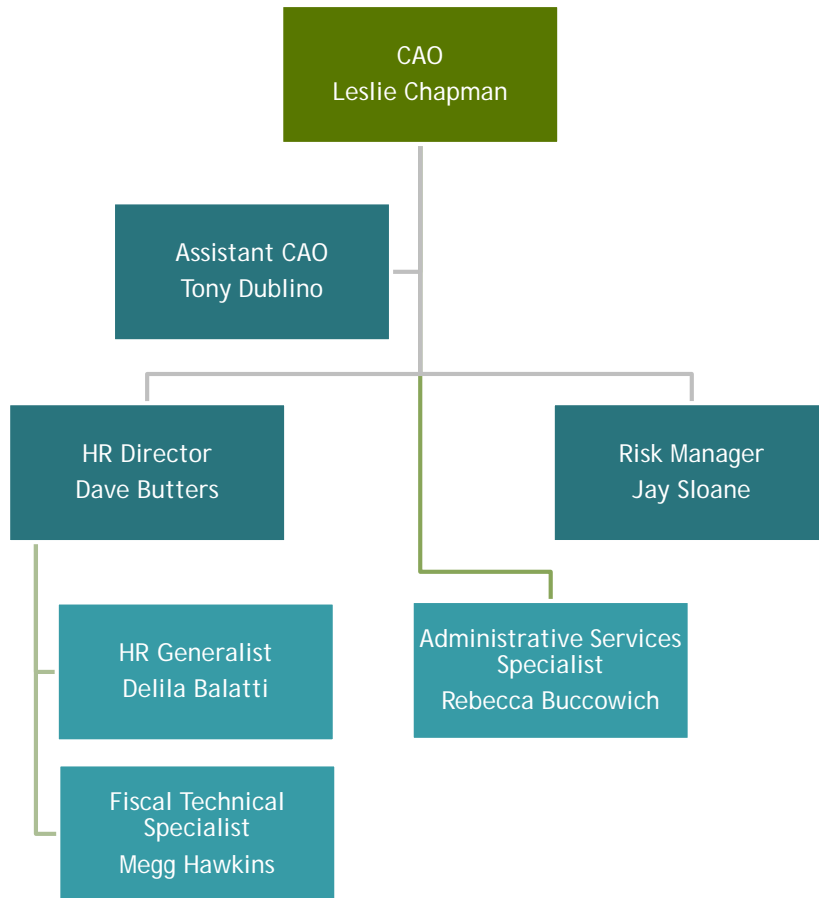 CAO
Leslie Chapman
Assistant CAO
Tony Dublino
HR Director
Dave Butters
Risk Manager
Jay Sloane
HR Generalist
Delila Balatti
Administrative Services
Specialist
Rebecca Buccowich
Fiscal Technical
Specialist
Megg Hawkins